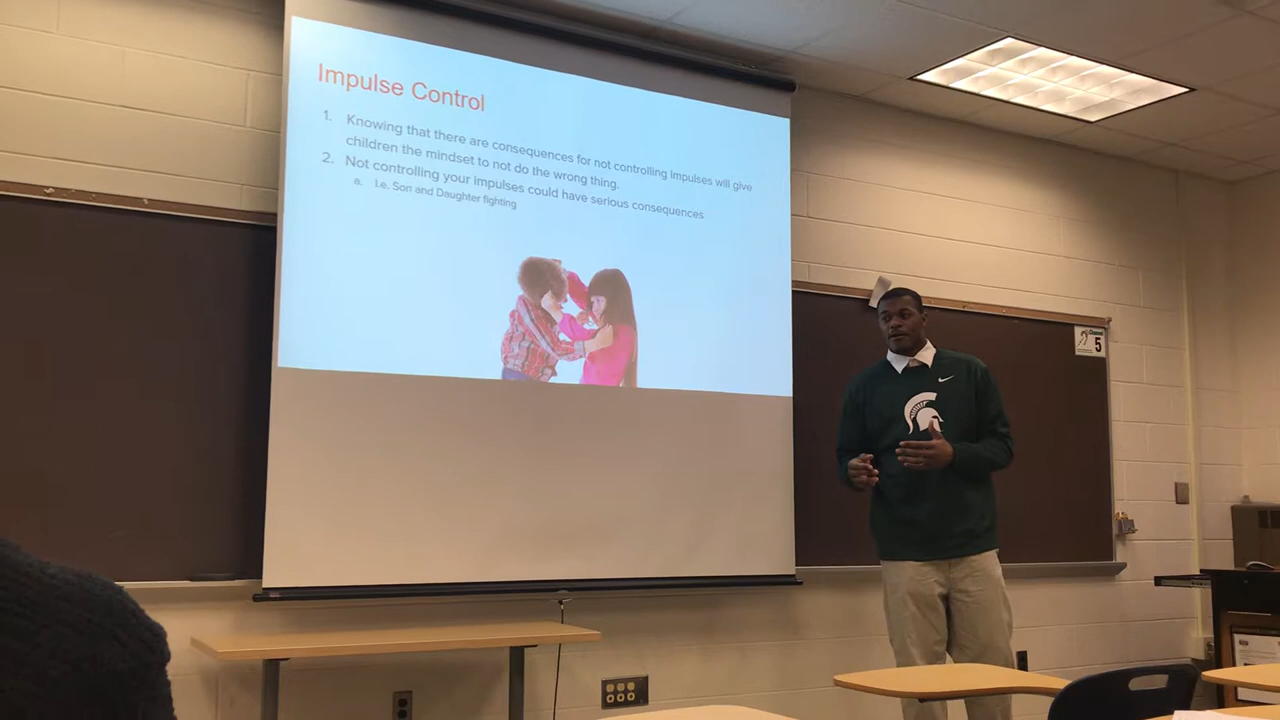 Impulse Control
1. Knowing that there are consequences for not controlling impulses will give
children the mindset to not do the wrong thing.
2. Not controlling your impulses could have serious consequences
a. I.e. Son and Daughter fighting
Channel
5